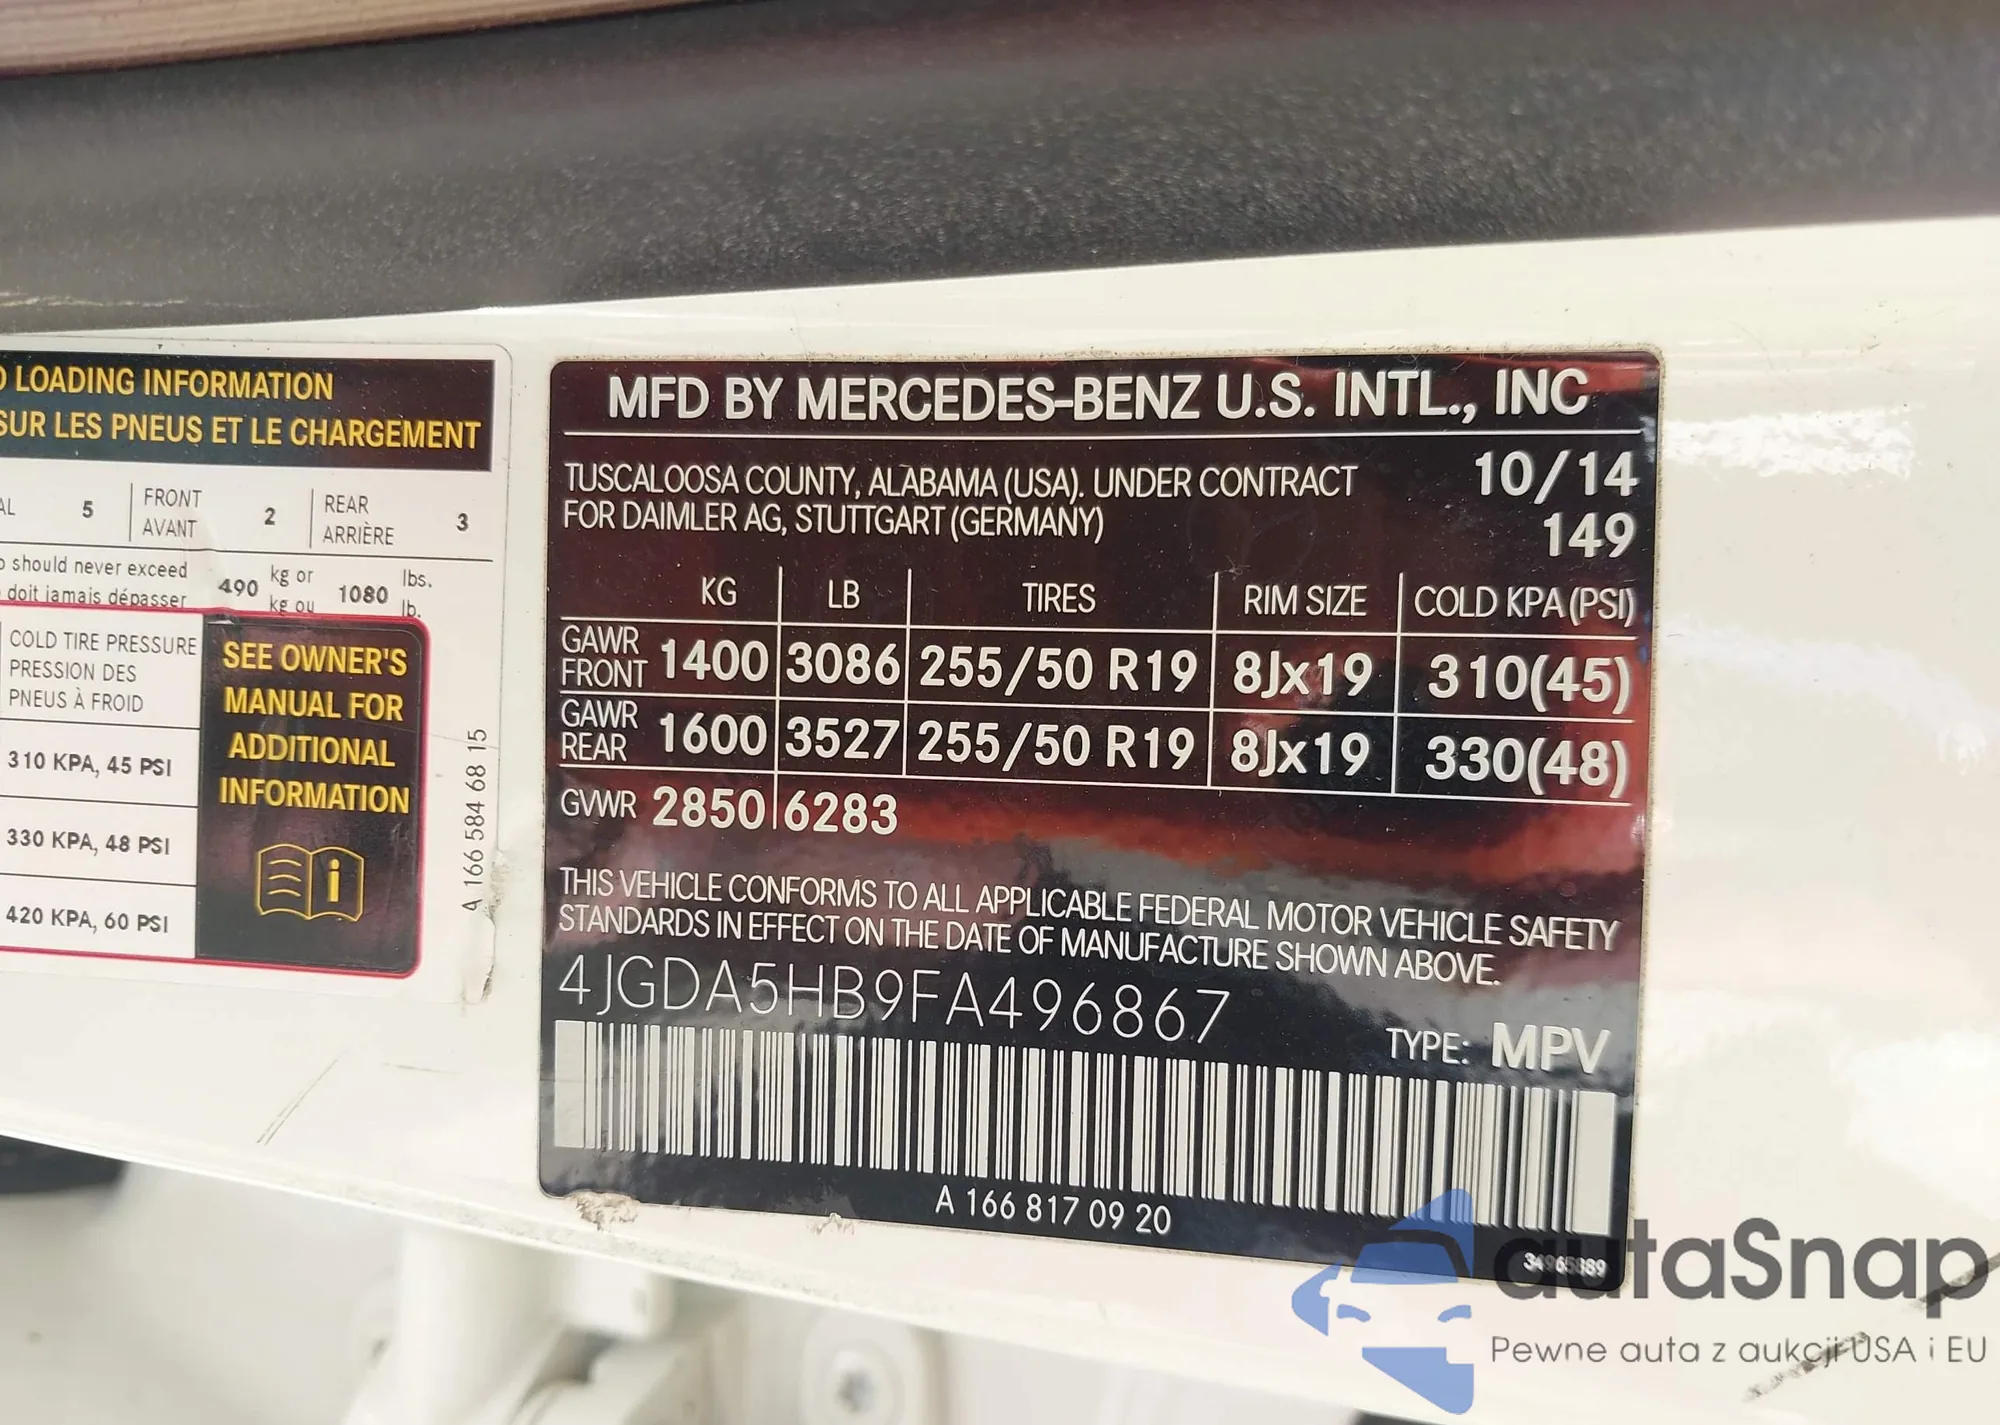 LOADING INFORMATION
SUR LES PNEUS ET LE CHARGEMENT
5
FRONT
AVANT
2
REAR
ARRIÈRE
3
should never exceed
doit jamais dépasser
490
kg or
kg ou
1080
lbs.
lb.
COLD TIRE PRESSURE
PRESSION DES
PNEUS À FROID
310 KPA, 45 PSI
330 KPA, 48 PSI
420 KPA, 60 PSI
SEE OWNER'S
MANUAL FOR
ADDITIONAL
INFORMATION
A 166 584 68 15
MFD BY MERCEDES-BENZ U.S. INTL., INC
TUSCALOOSA COUNTY, ALABAMA (USA). UNDER CONTRACT
FOR DAIMLER AG, STUTTGART (GERMANY)
10/14
149
KG LB TIRES RIM SIZE COLD KPA (PSI)
GAWR
FRONT 1400 3086 255/50 R19 8Jx19 310(45)
GAWR
REAR 1600 3527 255/50 R19 8Jx19 330(48)
GVWR 2850 6283
THIS VEHICLE CONFORMS TO ALL APPLICABLE FEDERAL MOTOR VEHICLE SAFETY
STANDARDS IN EFFECT ON THE DATE OF MANUFACTURE SHOWN ABOVE.
4JGDA5HB9FA496867
TYPE: MPV
A 166 817 09 20
34965889
autaSnap
Pewne auta z aukcji USA i EU